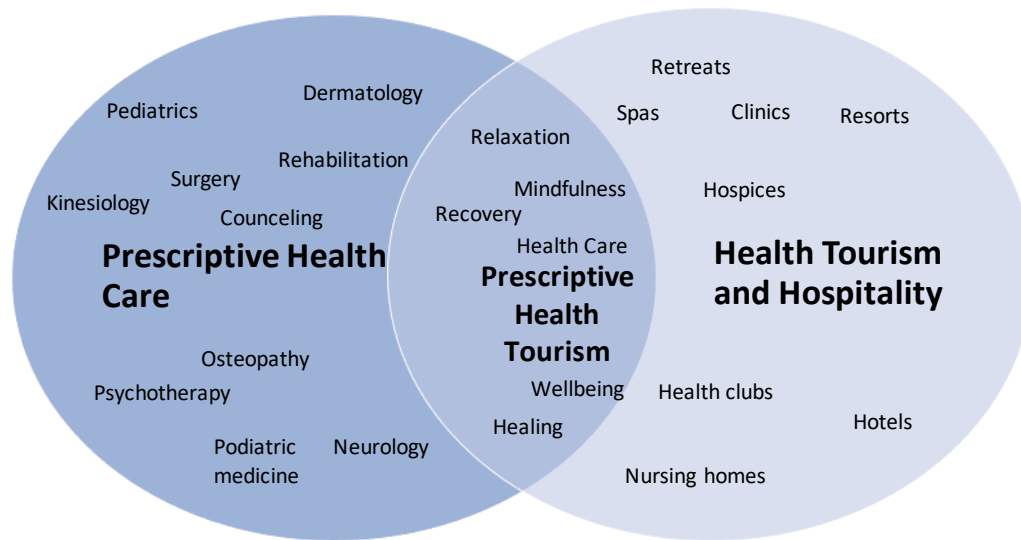 Pediatrics
Dermatology
Rehabilitation
Surgery
Kinesiology
Counceling
Prescriptive Health
Care
Osteopathy
Psychotherapy
Podiatric
medicine
Neurology
Relaxation
Mindfulness
Recovery
Health Care
Prescriptive
Health
Tourism
Wellbeing
Healing
Retreats
Spas
Clinics
Resorts
Hospices
Health Tourism
and Hospitality
Health clubs
Hotels
Nursing homes